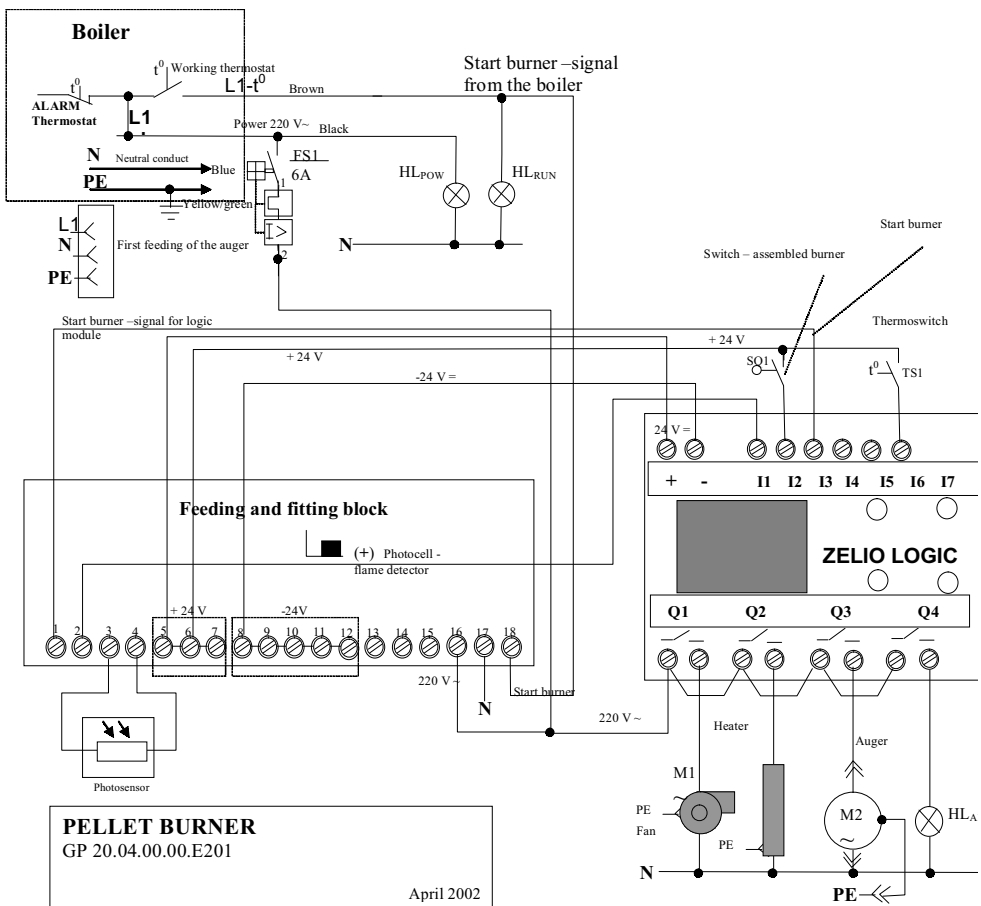 Boiler
t⁰
t⁰ Working thermostat
L1-t⁰
Brown
ALARM
Thermostat
L1
Power 220 V~
Black
N
Neutral conduct
Blue
PE
Yellow/green
FS1
6A
1
I>
2
L1
N
PE
First feeding of the auger
Start burner –signal
from the boiler
HLPOW
HLRUN
N
Start burner
Switch – assembled burner
Thermoswitch
Start burner –signal for logic
module
+ 24 V
+ 24 V
-24 V =
SQ1
t⁰
TS1
24 V =
+ - I1 I2 I3 I4 I5 I6 I7
ZELIO LOGIC
Q1 Q2 Q3 Q4
Feeding and fitting block
(+) Photocell -
flame detector
+ 24 V
-24V
1 2 3 4 5 6 7 8 9 10 11 12 13 14 15 16 17 18
220 V~
N
Start burner
220 V~
Photosensor
Heater
Auger
M1
~
PE
Fan
PE
M2
~
HLA
N
PE
PELLET BURNER
GP 20.04.00.00.E201
April 2002